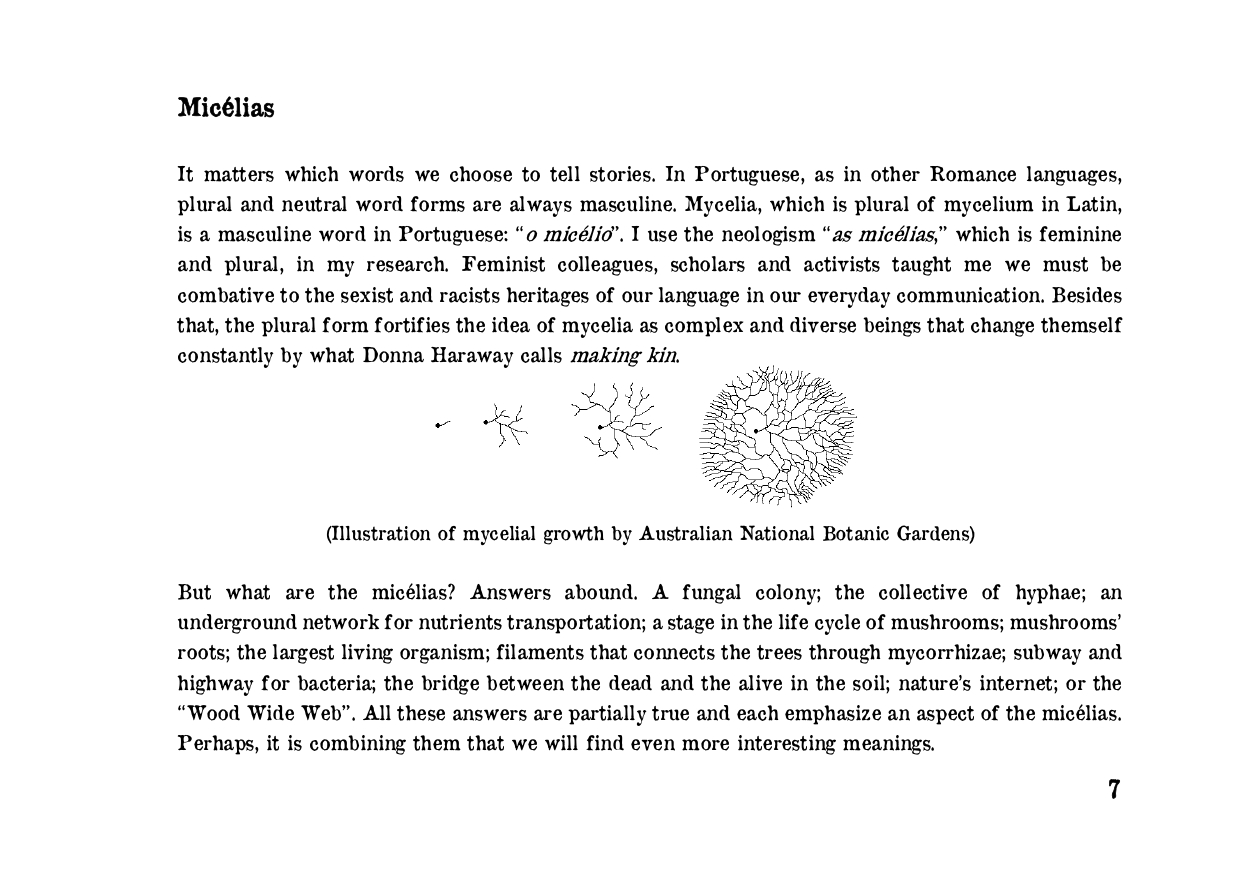 Micélias
It matters which words we choose to tell stories. In Portuguese, as in other Romance languages,
plural and neutral word forms are always masculine. Mycelia, which is plural of mycelium in Latin,
is a masculine word in Portuguese: “o micélio”. I use the neologism “as micélias,” which is feminine
and plural, in my research. Feminist colleagues, scholars and activists taught me we must be
combative to the sexist and racists heritages of our language in our everyday communication. Besides
that, the plural form fortifies the idea of mycelia as complex and diverse beings that change themself
constantly by what Donna Haraway calls making kin.
(Illustration of mycelial growth by Australian National Botanic Gardens)
But what are the micélias? Answers abound. A fungal colony; the collective of hyphae; an
underground network for nutrients transportation; a stage in the life cycle of mushrooms; mushrooms’
roots; the largest living organism; filaments that connects the trees through mycorrhizae; subway and
highway for bacteria; the bridge between the dead and the alive in the soil; nature’s internet; or the
“Wood Wide Web”. All these answers are partially true and each emphasize an aspect of the micélias.
Perhaps, it is combining them that we will find even more interesting meanings.
7